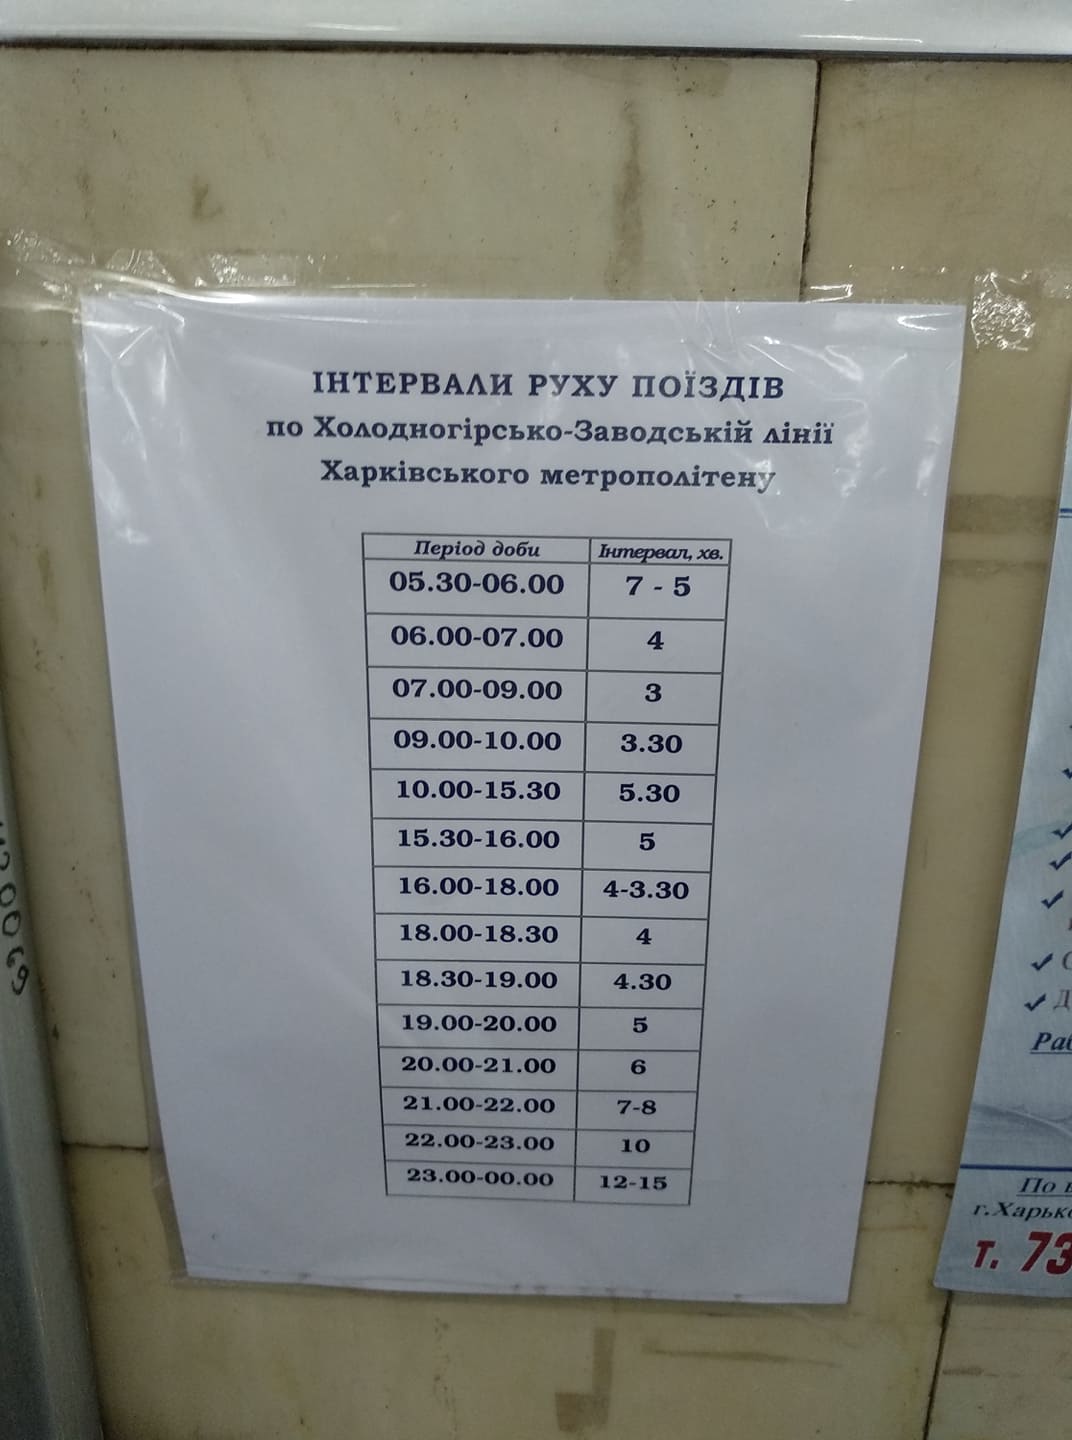 ІНТЕРВАЛИ РУХУ ПОЇЗДІВ
по Холодногірсько-Заводській лінії
Харківського метрополітену
Період доби Інтервал, хв.
05.30-06.00 7 - 5
06.00-07.00 4
07.00-09.00 3
09.00-10.00 3.30
10.00-15.30 5.30
15.30-16.00 5
16.00-18.00 4-3.30
18.00-18.30 4
18.30-19.00 4.30
19.00-20.00 5
20.00-21.00 6
21.00-22.00 7-8
22.00-23.00 10
23.00-00.00 12-15
По
т. 73